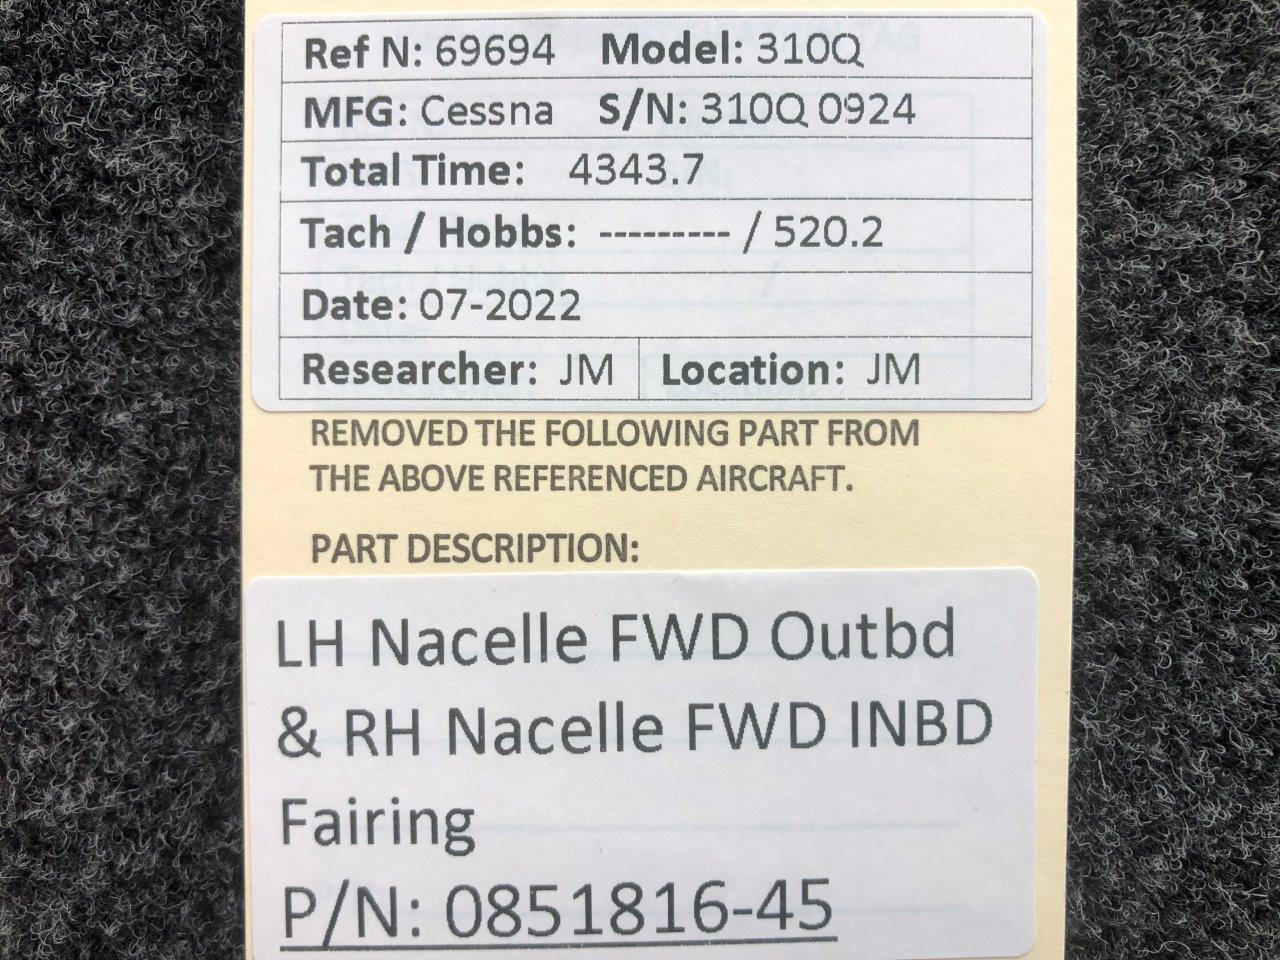 Ref N: 69694 Model: 310Q
MFG: Cessna S/N: 310Q 0924
Total Time: 4343.7
Tach / Hobbs: --------- / 520.2
Date: 07-2022
Researcher: JM Location: JM
REMOVED THE FOLLOWING PART FROM
THE ABOVE REFERENCED AIRCRAFT.
PART DESCRIPTION:
LH Nacelle FWD Outbd
& RH Nacelle FWD INBD
Fairing
P/N: 0851816-45